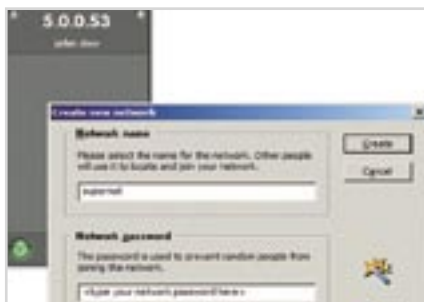 5.0.0.53
john doe
Create new network
Network name
Please select the name for the network. Other people
will use it to locate and join your network.
supernet
Create
Cancel
Network password
The password is used to prevent random people from
joining the network.
<type your network password here>